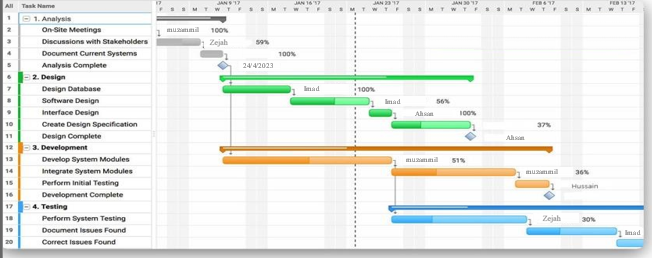 All Task Name '17 JAN 9 '17 JAN 16 '17 JAN 23 '17 JAN 30 '17 FEB 6 '17 FEB 13 '17
1 1. Analysis
2 On-Site Meetings muzammil 100%
3 Discussions with Stakeholders Zejah 59%
4 Document Current Systems 100%
5 Analysis Complete 24/4/2023
6 2. Design
7 Design Database Imad 100%
8 Software Design Imad 56%
9 Interface Design Ahsan 100%
10 Create Design Specification 37%
11 Design Complete Ahsan
12 3. Development
13 Develop System Modules muzammil 51%
14 Integrate System Modules muzammil 36%
15 Perform Initial Testing Hussain
16 Development Complete
17 4. Testing
18 Perform System Testing Zejah 30%
19 Document Issues Found Imad
20 Correct Issues Found